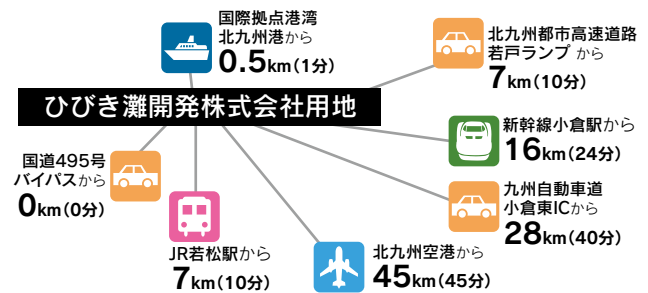 国際拠点港湾
北九州港から
0.5km(1分)
北九州都市高速道路
若戸ランプ から
7km(10分)
ひびき灘開発株式会社用地
新幹線小倉駅から
16km(24分)
国道495号
バイパスから
0km(0分)
九州自動車道
小倉東ICから
28km(40分)
JR若松駅から
7km(10分)
北九州空港から
45km(45分)